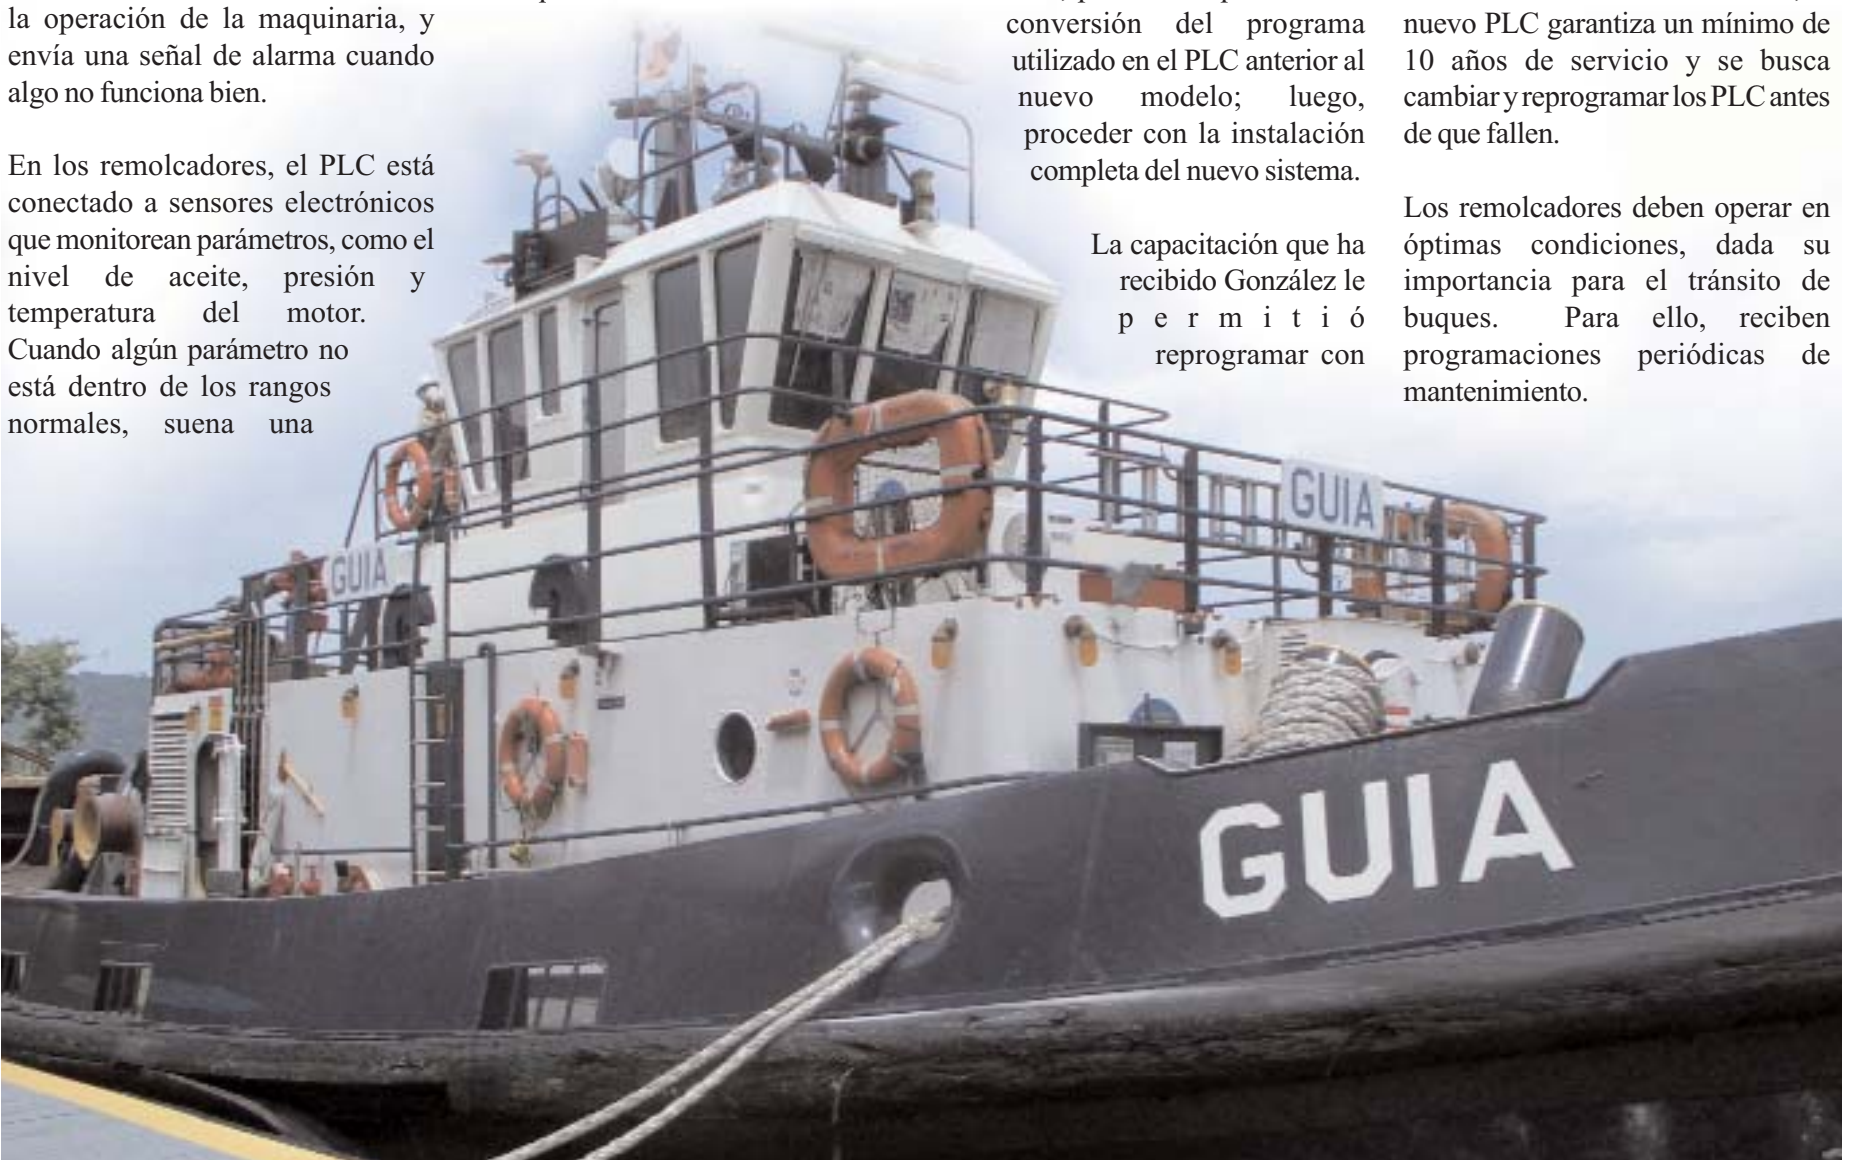 la operación de la maquinaria, y
envía una señal de alarma cuando
algo no funciona bien.
En los remolcadores, el PLC está
conectado a sensores electrónicos
que monitorean parámetros, como el
nivel de aceite, presión y
temperatura del motor.
Cuando algún parámetro no
está dentro de los rangos
normales, suena una
conversión del programa
utilizado en el PLC anterior al
nuevo modelo; luego,
proceder con la instalación
completa del nuevo sistema.
La capacitación que ha
recibido González le
p e r m i t i ó
reprogramar con
nuevo PLC garantiza un mínimo de
10 años de servicio y se busca
cambiar y reprogramar los PLC antes
de que fallen.
Los remolcadores deben operar en
óptimas condiciones, dada su
importancia para el tránsito de
buques. Para ello, reciben
programaciones periódicas de
mantenimiento.
GUIA
GUIA
GUIA